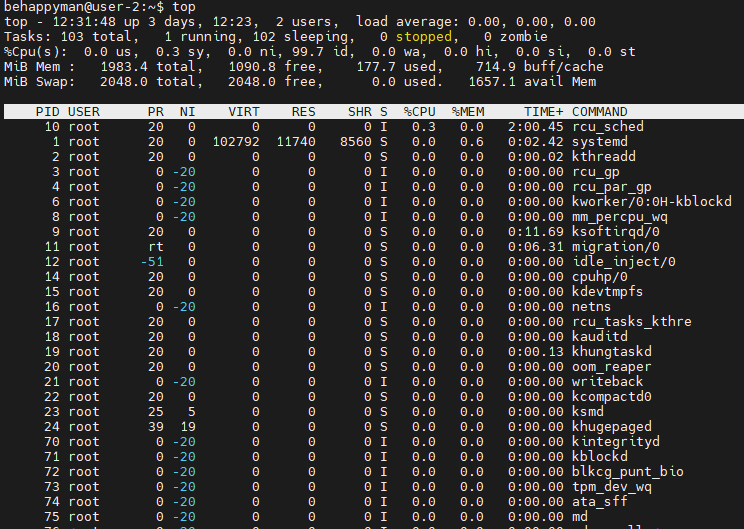 behappyman@user-2:~$ top
top - 12:31:48 up 3 days, 12:23,  2 users,  load average: 0.00, 0.00, 0.00
Tasks: 103 total,   1 running, 102 sleeping,   0 stopped,   0 zombie
%Cpu(s):  0.0 us,  0.3 sy,  0.0 ni, 99.7 id,  0.0 wa,  0.0 hi,  0.0 si,  0.0 st
MiB Mem :   1983.4 total,   1090.8 free,    177.7 used,    714.9 buff/cache
MiB Swap:   2048.0 total,   2048.0 free,      0.0 used.   1657.1 avail Mem
PID USER      PR  NI    VIRT    RES    SHR S  %CPU  %MEM     TIME+ COMMAND
10 root      20   0       0      0      0 I   0.3   0.0   2:00.45 rcu_sched
1 root      20   0  102792  11740   8560 S   0.0   0.6   0:02.42 systemd
2 root      20   0       0      0      0 S   0.0   0.0   0:00.02 kthreadd
3 root       0 -20       0      0      0 I   0.0   0.0   0:00.00 rcu_gp
4 root       0 -20       0      0      0 I   0.0   0.0   0:00.00 rcu_par_gp
6 root       0 -20       0      0      0 I   0.0   0.0   0:00.00 kworker/0:0H-kblockd
8 root       0 -20       0      0      0 I   0.0   0.0   0:00.00 mm_percpu_wq
9 root      20   0       0      0      0 S   0.0   0.0   0:11.69 ksoftirqd/0
11 root      rt   0       0      0      0 S   0.0   0.0   0:06.31 migration/0
12 root     -51   0       0      0      0 S   0.0   0.0   0:00.00 idle_inject/0
14 root      20   0       0      0      0 S   0.0   0.0   0:00.00 cpuhp/0
15 root      20   0       0      0      0 S   0.0   0.0   0:00.00 kdevtmpfs
16 root       0 -20       0      0      0 I   0.0   0.0   0:00.00 netns
17 root      20   0       0      0      0 S   0.0   0.0   0:00.00 rcu_tasks_kthre
18 root      20   0       0      0      0 S   0.0   0.0   0:00.00 kauditd
19 root      20   0       0      0      0 S   0.0   0.0   0:00.13 khungtaskd
20 root      20   0       0      0      0 S   0.0   0.0   0:00.00 oom_reaper
21 root       0 -20       0      0      0 I   0.0   0.0   0:00.00 writeback
22 root      20   0       0      0      0 S   0.0   0.0   0:00.00 kcompactd0
23 root      25   5       0      0      0 S   0.0   0.0   0:00.00 ksmd
24 root      39  19       0      0      0 S   0.0   0.0   0:00.00 khugepaged
70 root       0 -20       0      0      0 I   0.0   0.0   0:00.00 kintegrityd
71 root       0 -20       0      0      0 I   0.0   0.0   0:00.00 kblockd
72 root       0 -20       0      0      0 I   0.0   0.0   0:00.00 blkcg_punt_bio
73 root       0 -20       0      0      0 I   0.0   0.0   0:00.00 tpm_dev_wq
74 root       0 -20       0      0      0 I   0.0   0.0   0:00.00 ata_sff
75 root       0 -20       0      0      0 I   0.0   0.0   0:00.00 md